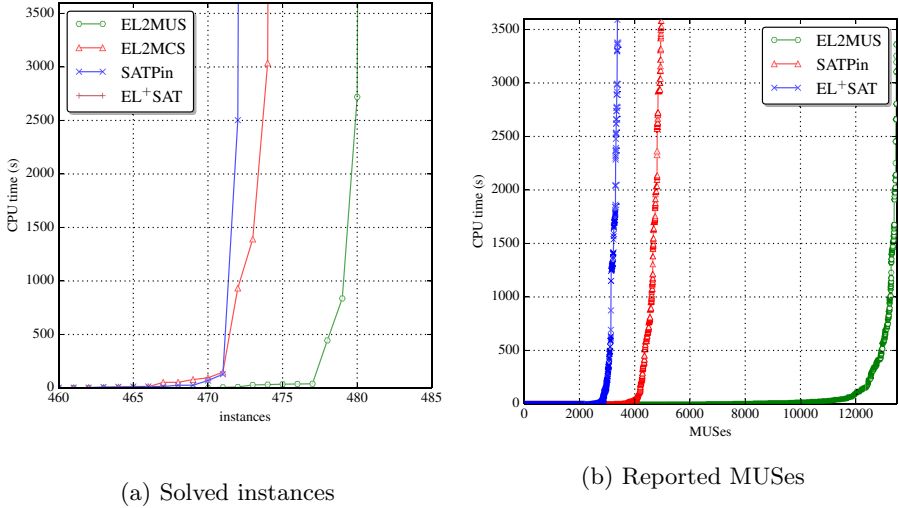 3500
3000
2500
2000
1500
1000
500
0
CPU time (s)
460
465
470
475
480
485
instances
EL2MUS
EL2MCS
SATPin
EL+SAT
(a) Solved instances
3500
3000
2500
2000
1500
1000
500
0
CPU time (s)
0
2000
4000
6000
8000
10000
12000
MUSes
EL2MUS
SATPin
EL+SAT
(b) Reported MUSes